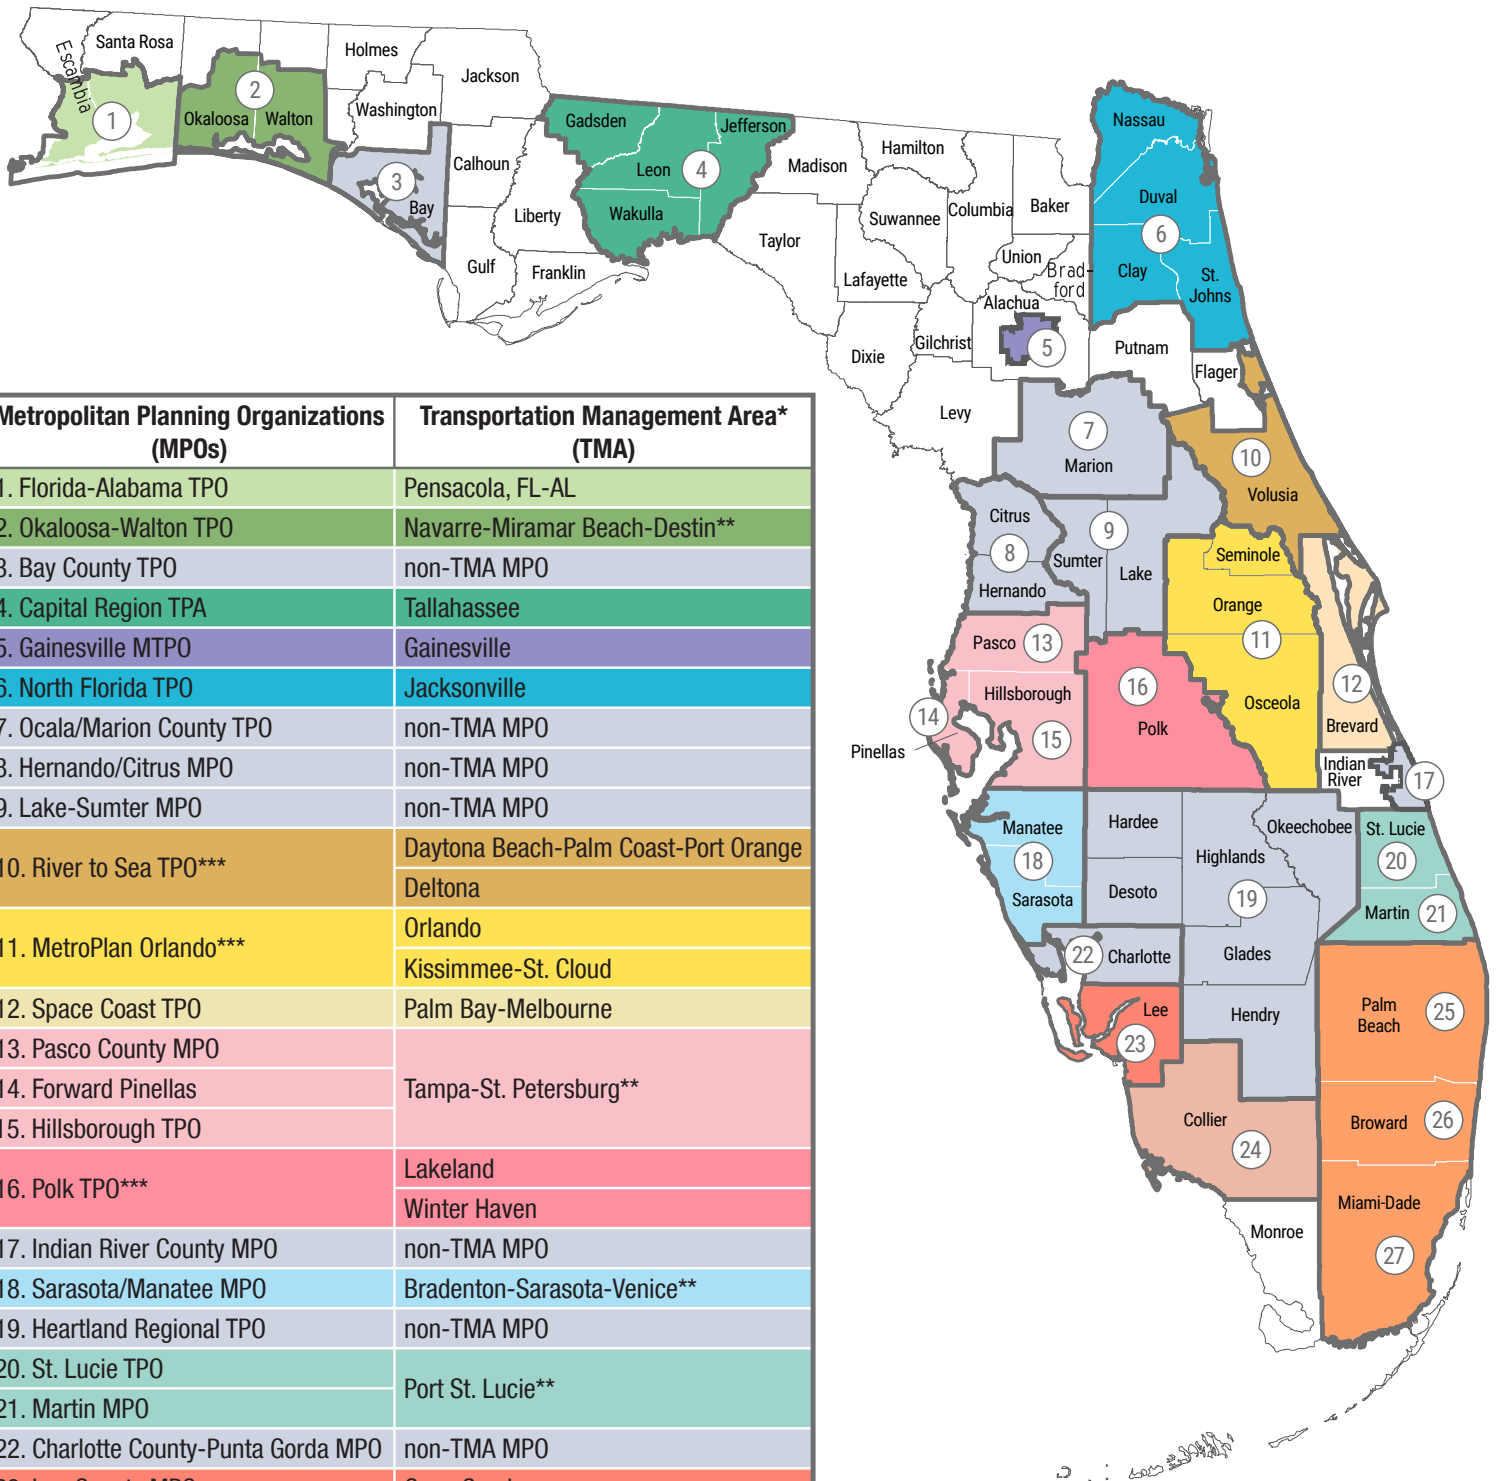 Santa Rosa
Escambia
1
2
Okaloosa
Walton
Holmes
Washington
Jackson
3
Bay
Calhoun
Gulf
Liberty
Franklin
Gadsden
Jefferson
Leon
4
Wakulla
Madison
Taylor
Hamilton
Suwannee
Lafayette
Columbia
Baker
Union
Brad-
ford
Alachua
5
Dixie
Gilchrist
Levy
Nassau
Duval
6
Clay
St.
Johns
Putnam
Flager
7
Marion
10
Volusia
Citrus
8
Hernando
9
Sumter
Lake
Seminole
Orange
11
Osceola
12
Brevard
Pasco
13
Hillsborough
14
15
Pinellas
16
Polk
Indian
River
17
Manatee
18
Sarasota
Hardee
Desoto
Highlands
Okeechobee
19
Glades
Hendry
St. Lucie
20
Martin
21
22
Charlotte
Lee
23
Collier
24
Palm
Beach
25
Broward
26
Miami-Dade
27
Monroe
Metropolitan Planning Organizations
(MPOs)
Transportation Management Area*
(TMA)
1. Florida-Alabama TPO
Pensacola, FL-AL
2. Okaloosa-Walton TPO
Navarre-Miramar Beach-Destin**
3. Bay County TPO
non-TMA MPO
4. Capital Region TPA
Tallahassee
5. Gainesville MTPO
Gainesville
6. North Florida TPO
Jacksonville
7. Ocala/Marion County TPO
non-TMA MPO
8. Hernando/Citrus MPO
non-TMA MPO
9. Lake-Sumter MPO
non-TMA MPO
10. River to Sea TPO***
Daytona Beach-Palm Coast-Port Orange
Deltona
11. MetroPlan Orlando***
Orlando
Kissimmee-St. Cloud
12. Space Coast TPO
Palm Bay-Melbourne
13. Pasco County MPO
14. Forward Pinellas
15. Hillsborough TPO
Tampa-St. Petersburg**
16. Polk TPO***
Lakeland
Winter Haven
17. Indian River County MPO
non-TMA MPO
18. Sarasota/Manatee MPO
Bradenton-Sarasota-Venice**
19. Heartland Regional TPO
non-TMA MPO
20. St. Lucie TPO
21. Martin MPO
Port St. Lucie**
22. Charlotte County-Punta Gorda MPO
non-TMA MPO